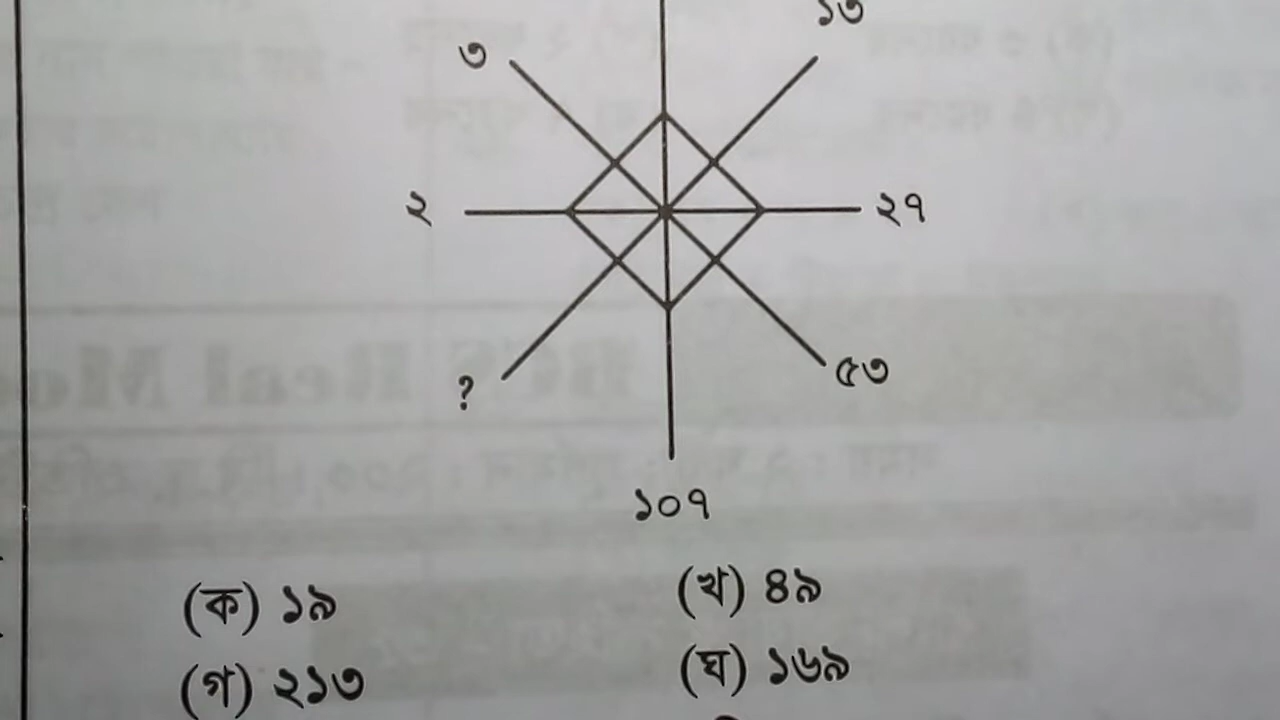 ১৩
৩
২
২৭
?
৫৩
১০৭
(ক) ১৯
(খ) ৪৯
(গ) ২১৩
(ঘ) ১৬৯